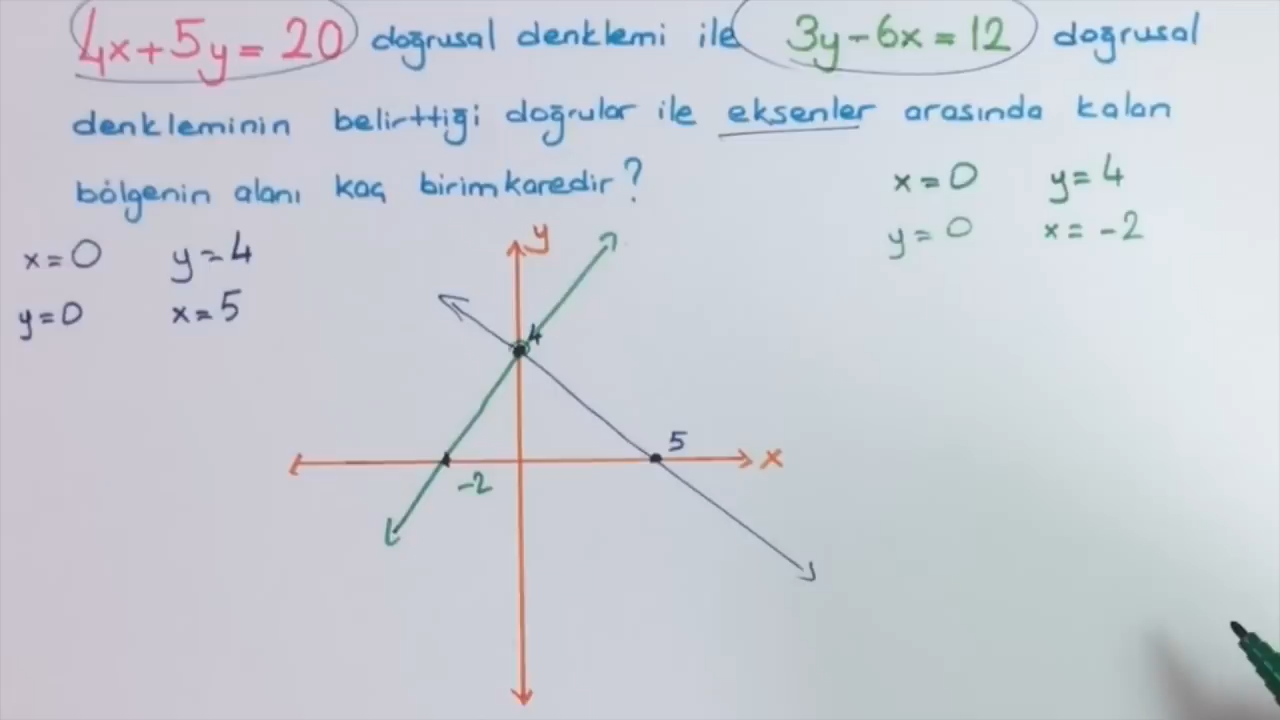 4x+5y=20 doğrusal denklemi ile 3y-6x=12 doğrusal
denkleminin belirttiği doğrular ile eksenler arasında kalan
bölgenin alanı kaç birimkaredir?
x=0 y=4
y=0 x=-2
x=0 y=4
y=0 x=5
y
4
5
x
-2